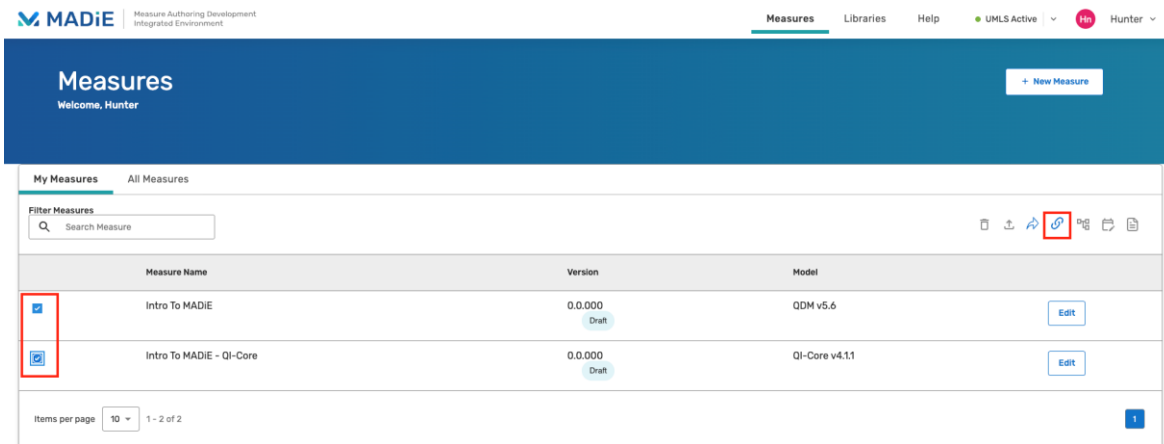 MADiE
Measure Authoring Development
Integrated Environment
Measures Libraries Help UMLS Active Hn Hunter
Measures
Welcome, Hunter
+ New Measure
My Measures All Measures
Filter Measures
Search Measure
Measure Name Version Model
Intro To MADiE 0.0.000 QDM v5.6
Draft
Edit
Intro To MADiE - QI-Core 0.0.000 QI-Core v4.1.1
Draft
Edit
Items per page 10 1 - 2 of 2 1